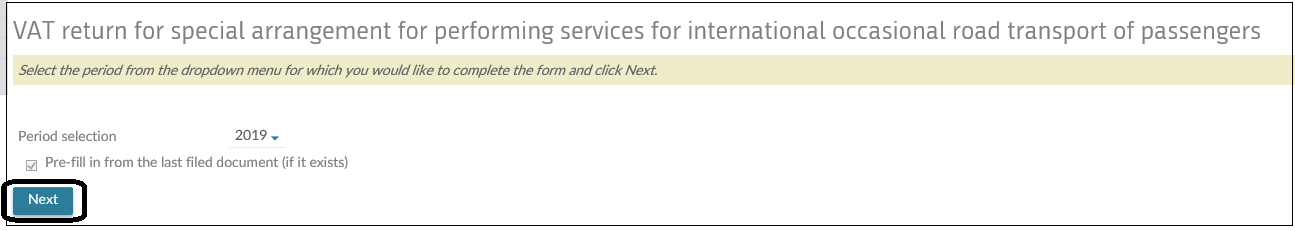 VAT return for special arrangement for performing services for international occasional road transport of passengers
Select the period from the dropdown menu for which you would like to complete the form and click Next.
Period selection 2019
Pre-fill in from the last filed document (if it exists)
Next